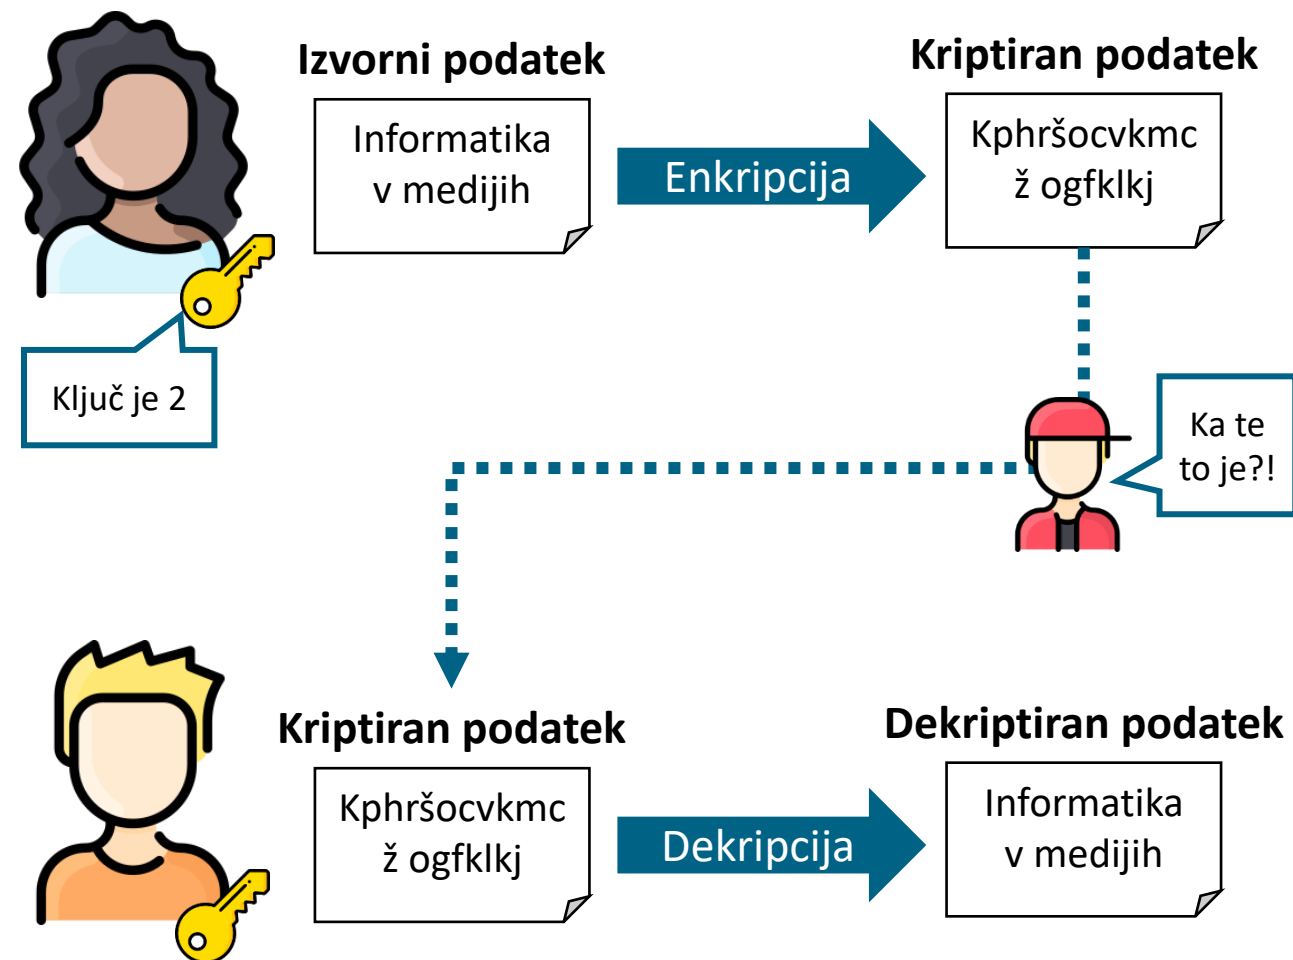 Izvorni podatek
Kriptiran podatek
Informatika
v medijih
Enkripcija
Kphršocvkmc
ž ogfklkj
Ključ je 2
Ka te
to je?!
Kriptiran podatek
Dekriptiran podatek
Kphršocvkmc
ž ogfklkj
Dekripcija
Informatika
v medijih